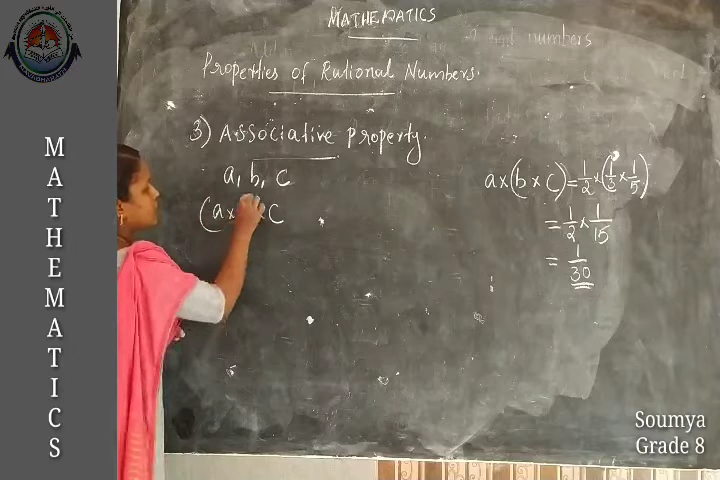 MATHEMATICS
Properties of Rational Numbers.
3) Associative Property.
a, b, c
(a × × c
a×(b × c) = 1/2 × (1/3 × 1/5)
= 1/2 × 1/15
= 1/30
MATHEMATICS
Soumya
Grade 8